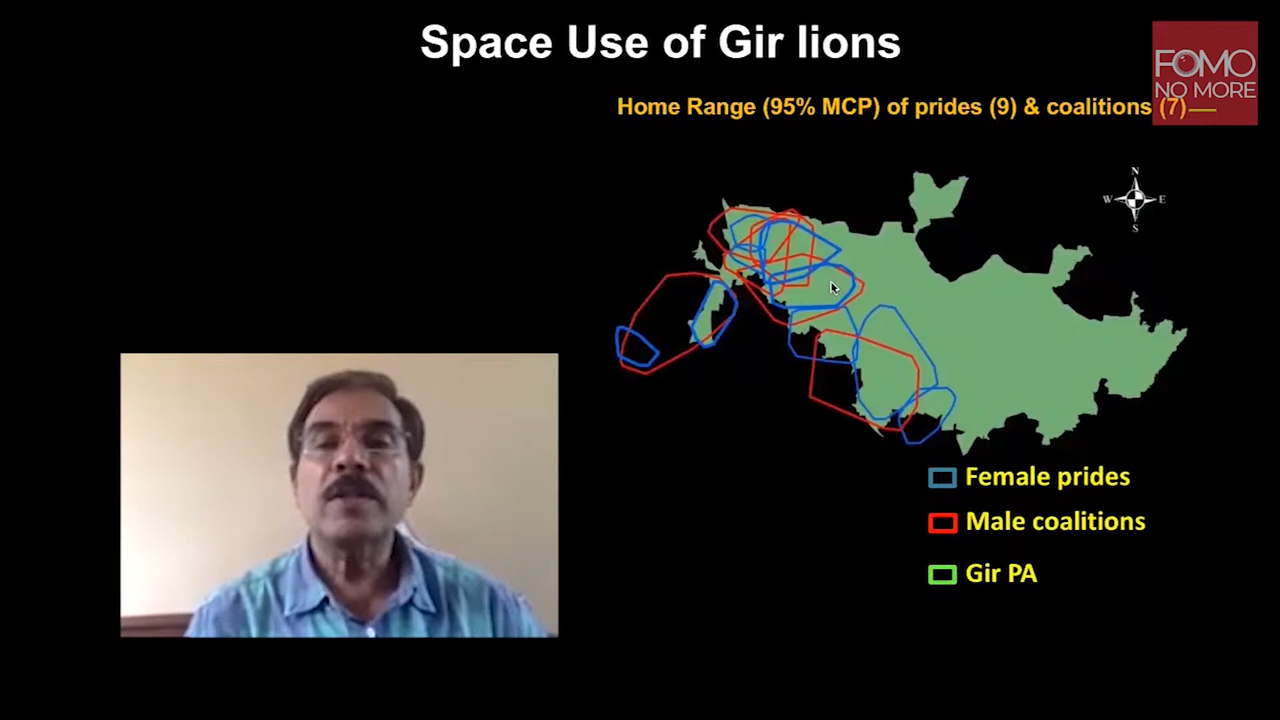 Space Use of Gir lions
FOMO
NO MORE
Home Range (95% MCP) of prides (9) & coalitions (7)
N
W
E
S
Female prides
Male coalitions
Gir PA